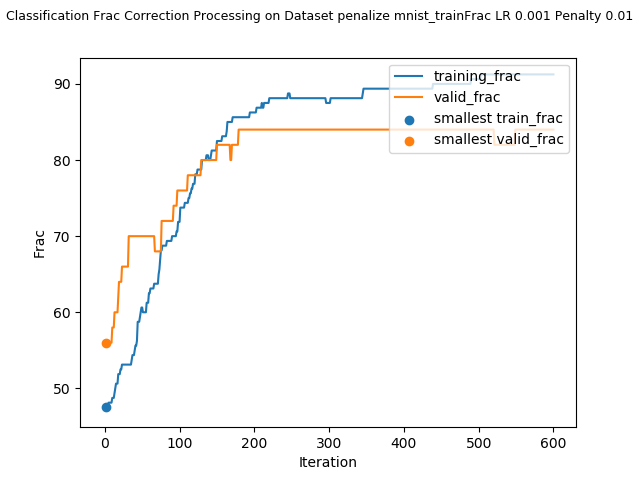 Classification Frac Correction Processing on Dataset penalize mnist_trainFrac LR 0.001 Penalty 0.01
training_frac
valid_frac
smallest train_frac
smallest valid_frac
Frac
90
80
70
60
50
0 100 200 300 400 500 600
Iteration